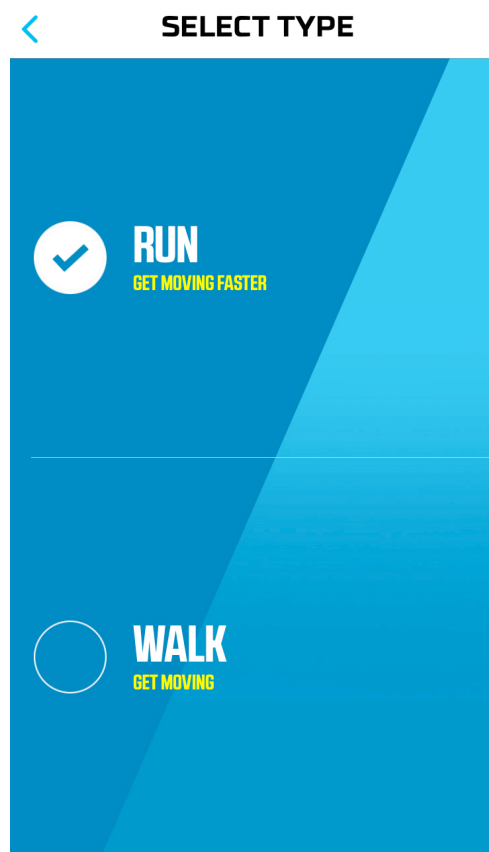 SELECT TYPE
RUN
GET MOVING FASTER
WALK
GET MOVING